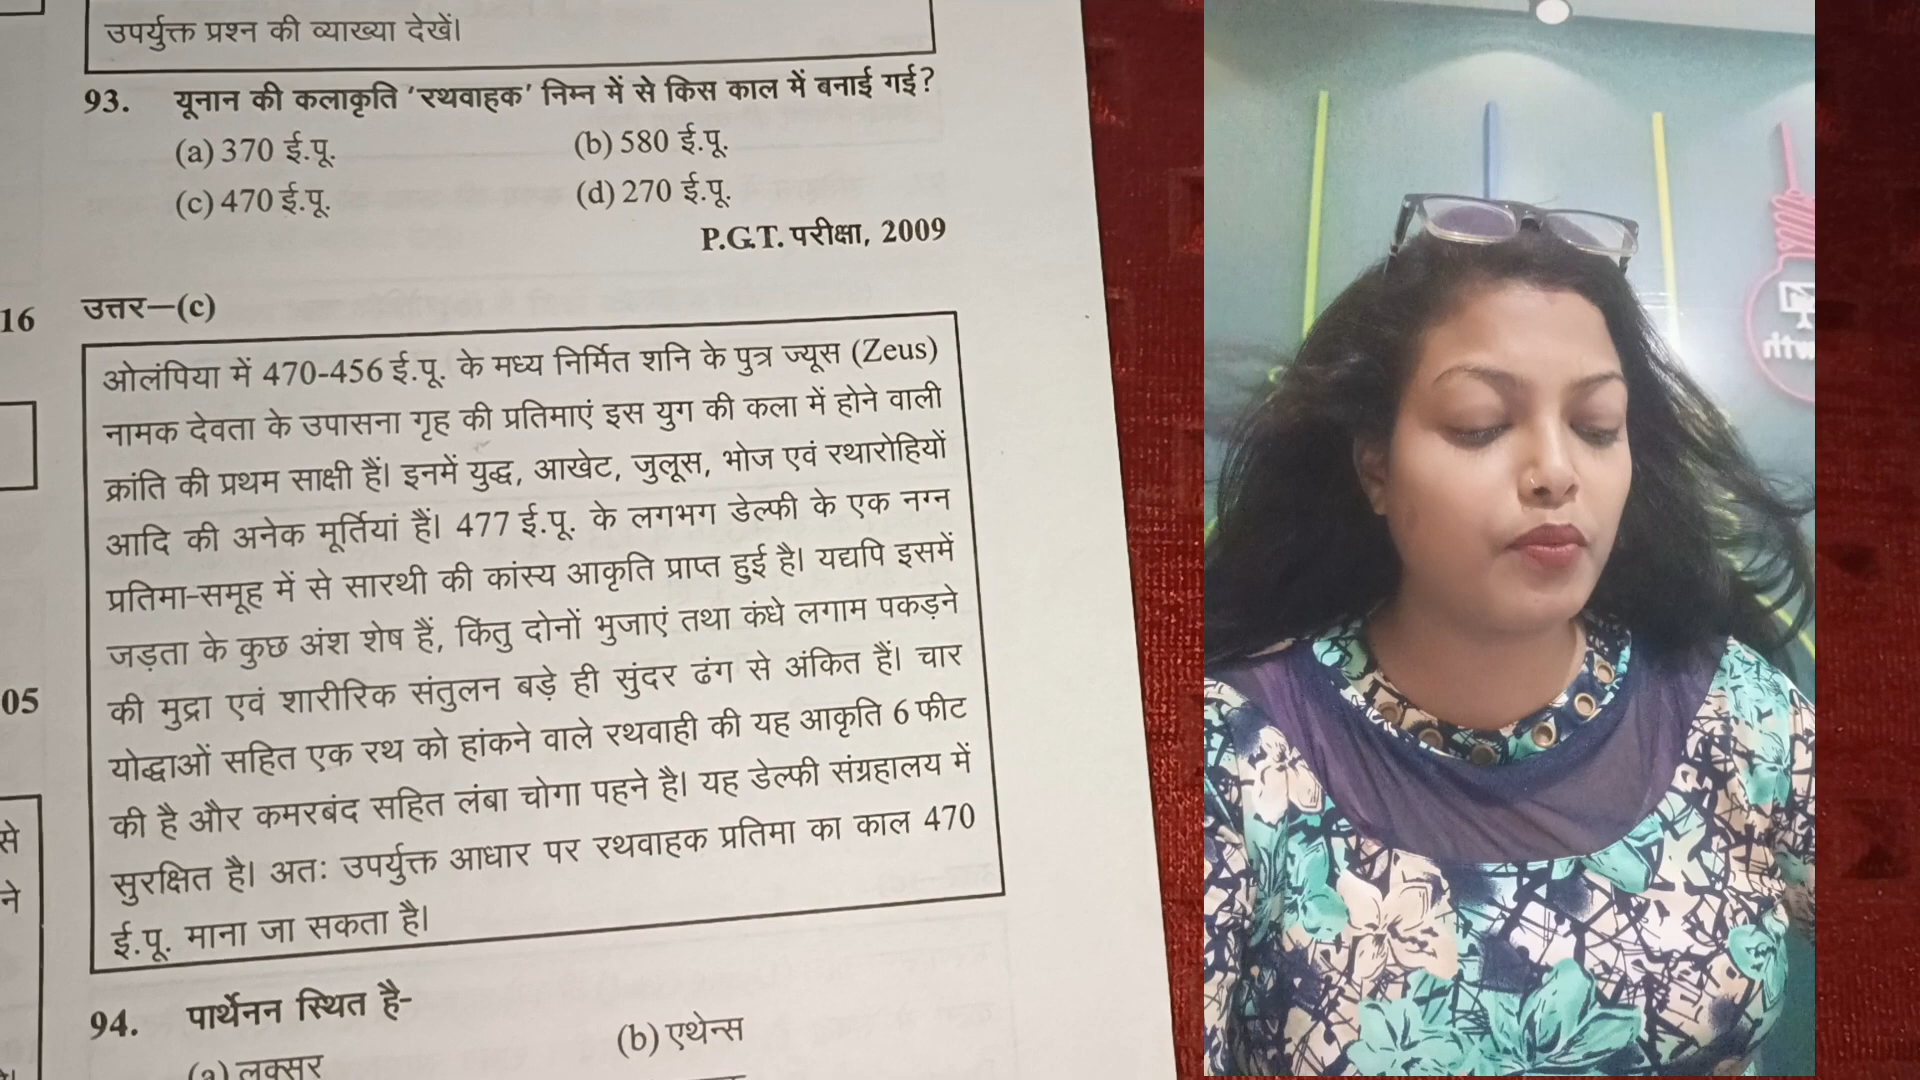 उपर्युक्त प्रश्न की व्याख्या देखें।
93. यूनान की कलाकृति 'रथवाहक' निम्न में से किस काल में बनाई गई?
(a) 370 ई.पू. (b) 580 ई.पू.
(c) 470 ई.पू. (d) 270 ई.पू.
P.G.T. परीक्षा, 2009
16
उत्तर—(c)
ओलंपिया में 470-456 ई.पू. के मध्य निर्मित शनि के पुत्र ज्यूस (Zeus)
नामक देवता के उपासना गृह की प्रतिमाएं इस युग की कला में होने वाली
क्रांति की प्रथम साक्षी हैं। इनमें युद्ध, आखेट, जुलूस, भोज एवं रथारोहियों
आदि की अनेक मूर्तियां हैं। 477 ई.पू. के लगभग डेल्फी के एक नग्न
प्रतिमा-समूह में से सारथी की कांस्य आकृति प्राप्त हुई है। यद्यपि इसमें
जड़ता के कुछ अंश शेष हैं, किंतु दोनों भुजाएं तथा कंधे लगाम पकड़ने
की मुद्रा एवं शारीरिक संतुलन बड़े ही सुंदर ढंग से अंकित हैं। चार
05
योद्धाओं सहित एक रथ को हांकने वाले रथवाही की यह आकृति 6 फीट
की है और कमरबंद सहित लंबा चोगा पहने है। यह डेल्फी संग्रहालय में
से
सुरक्षित है। अतः उपर्युक्त आधार पर रथवाहक प्रतिमा का काल 470
ने
ई.पू. माना जा सकता है।
94. पार्थेनन स्थित है-
(a) लक्सर (b) एथेन्स